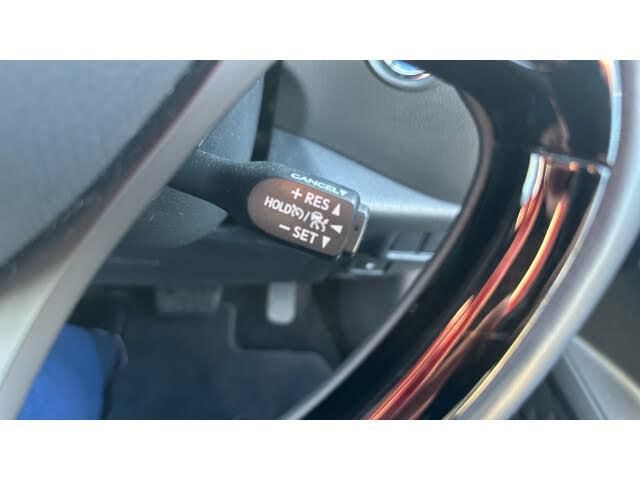 CANCEL▼
+ RES ▲
HOLD / ◀
− SET ▼